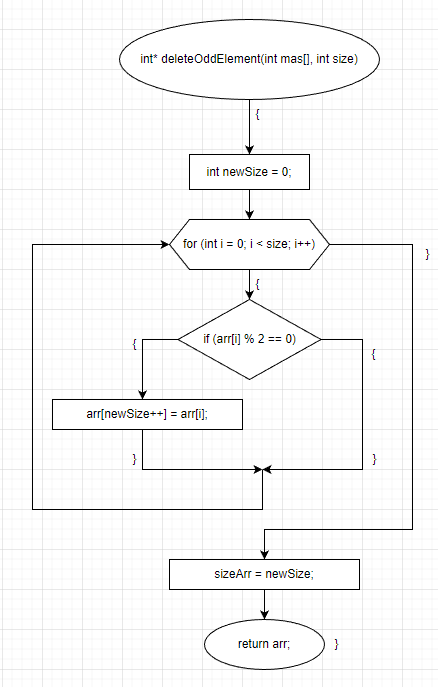 int* deleteOddElement(int mas[], int size)
{
int newSize = 0;
for (int i = 0; i < size; i++)
}
{
if (arr[i] % 2 == 0)
{
{
arr[newSize++] = arr[i];
}
}
sizeArr = newSize;
return arr;
}